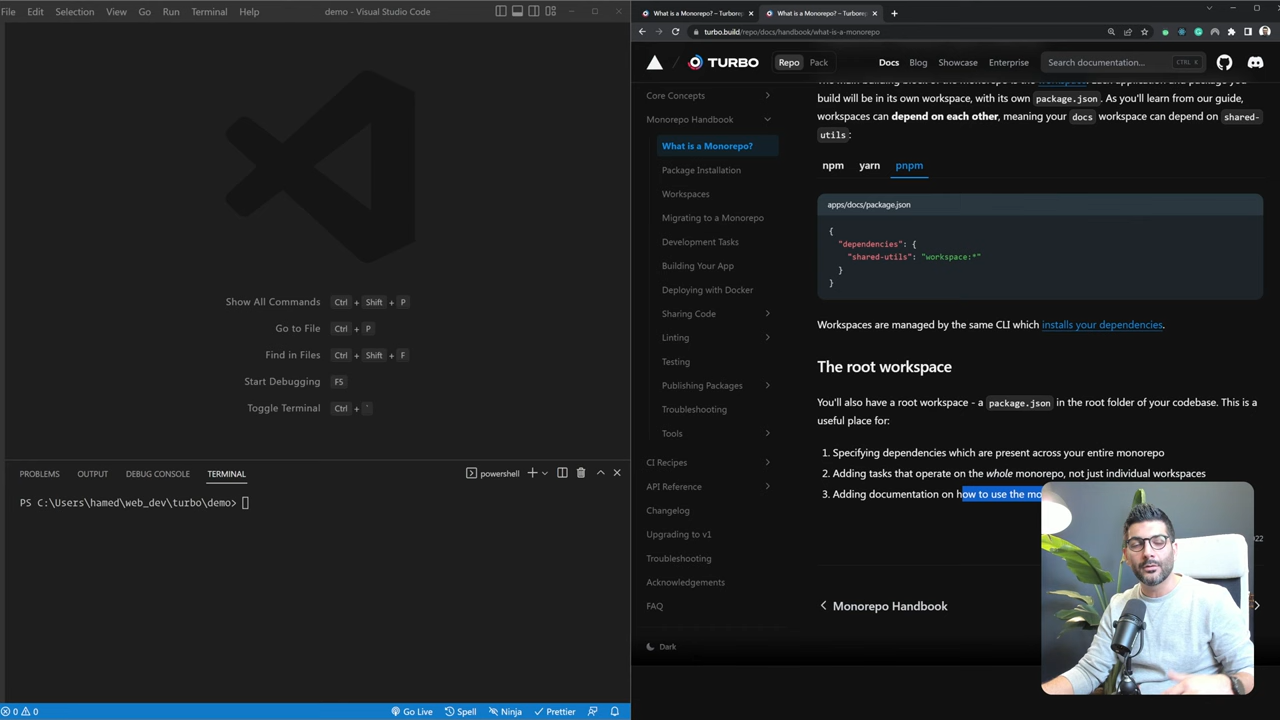 File Edit Selection View Go Run Terminal Help demo - Visual Studio Code
Show All Commands Ctrl + Shift + P
Go to File Ctrl + P
Find in Files Ctrl + Shift + F
Start Debugging F5
Toggle Terminal Ctrl + `
PROBLEMS OUTPUT DEBUG CONSOLE TERMINAL powershell
PS C:\Users\hamed\web_dev\turbo\demo>
0 0 Go Live Spell Ninja Prettier
What is a Monorepo? – Turborep What is a Monorepo? – Turborep
turbo.build/repo/docs/handbook/what-is-a-monorepo
TURBO Repo Pack Docs Blog Showcase Enterprise Search documentation... CTRL K
Core Concepts
Monorepo Handbook
What is a Monorepo?
Package Installation
Workspaces
Migrating to a Monorepo
Development Tasks
Building Your App
Deploying with Docker
Sharing Code
Linting
Testing
Publishing Packages
Troubleshooting
Tools
CI Recipes
API Reference
Changelog
Upgrading to v1
Troubleshooting
Acknowledgements
FAQ
Dark
build will be in its own workspace, with its own package.json. As you'll learn from our guide,
workspaces can depend on each other, meaning your docs workspace can depend on shared-
utils:
npm yarn pnpm
apps/docs/package.json
{
"dependencies": {
"shared-utils": "workspace:*"
}
}
Workspaces are managed by the same CLI which installs your dependencies.
The root workspace
You'll also have a root workspace - a package.json in the root folder of your codebase. This is a
useful place for:
1. Specifying dependencies which are present across your entire monorepo
2. Adding tasks that operate on the whole monorepo, not just individual workspaces
3. Adding documentation on how to use the mo
Monorepo Handbook